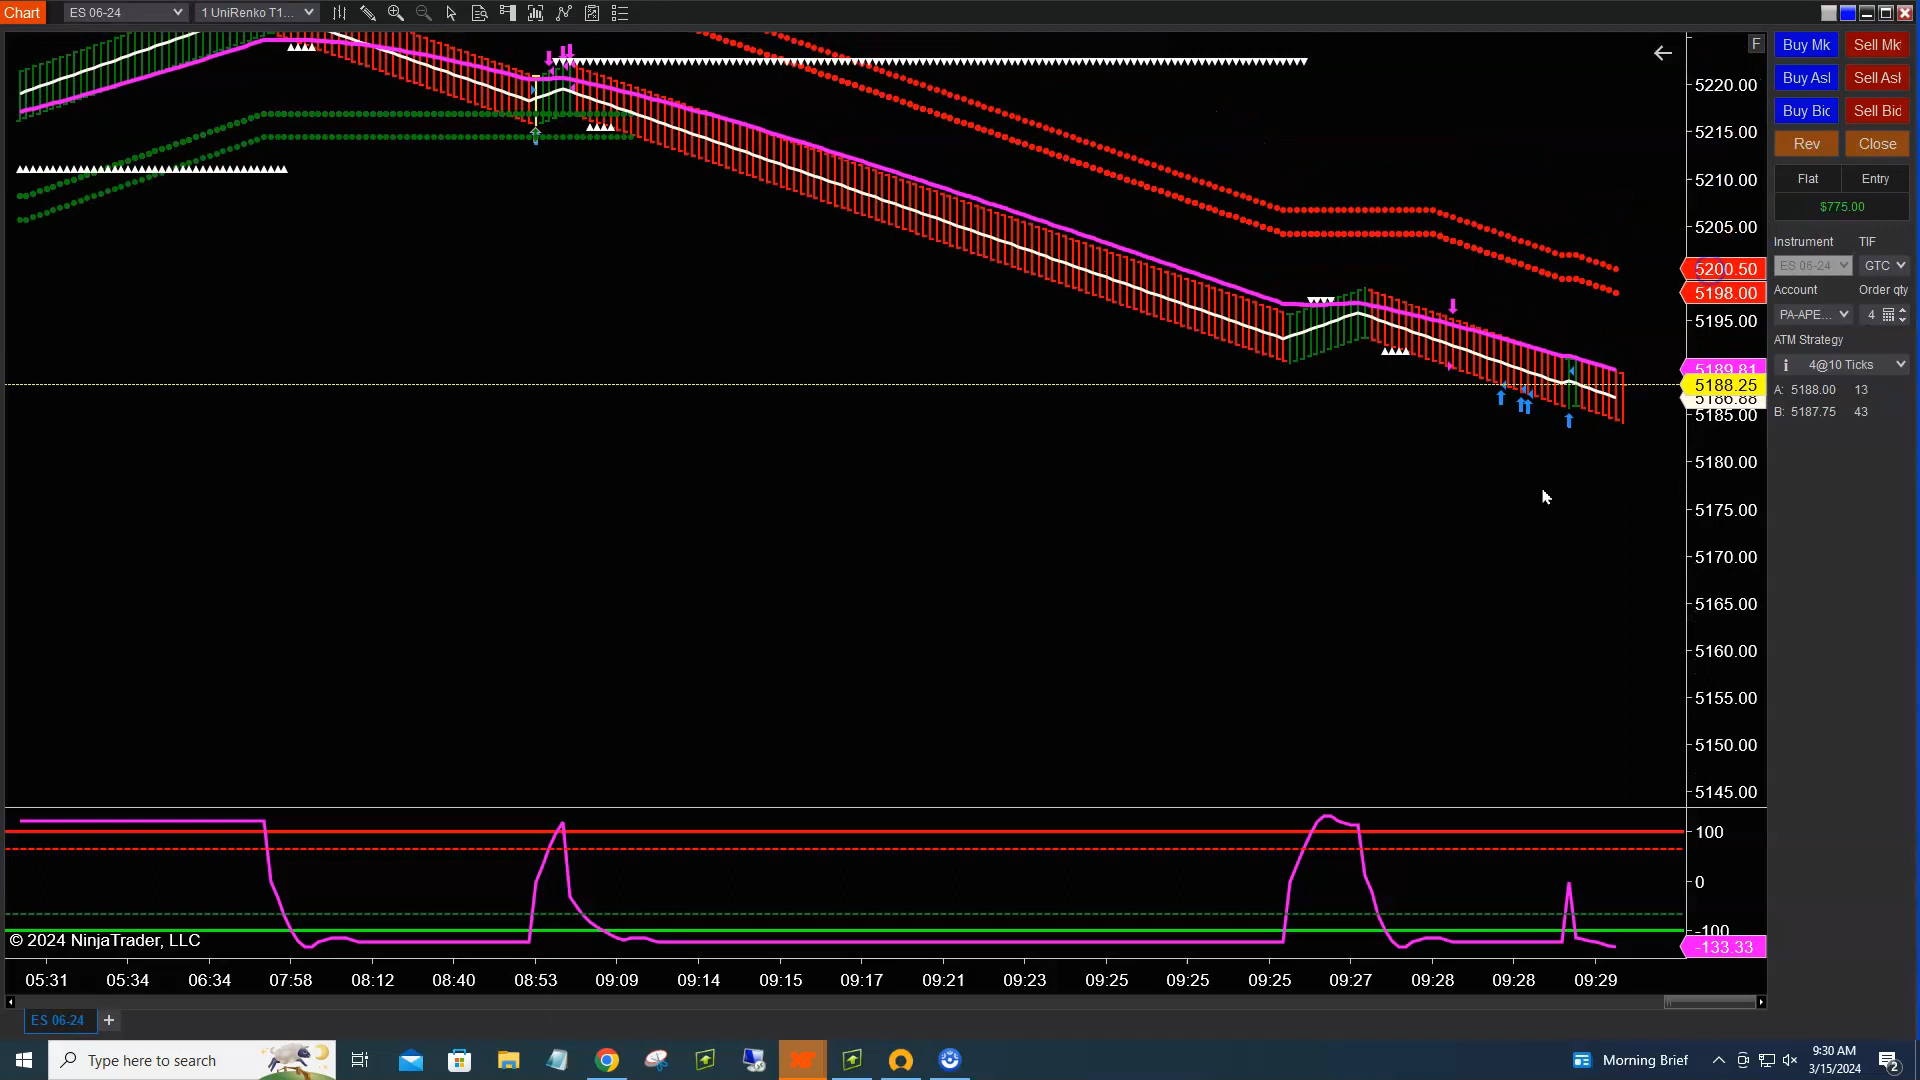 Chart
ES 06-24
1 UniRenko T1...
F
Buy Mk Sell Mk
Buy Asl Sell Asl
Buy Bic Sell Bid
Rev Close
Flat Entry
$775.00
Instrument TIF
ES 06-24 GTC
Account Order qty
PA-APE... 4
ATM Strategy
4@10 Ticks
A: 5188.00 13
B: 5187.75 43
5220.00
5215.00
5210.00
5205.00
5200.50
5198.00
5195.00
5189.81
5188.25
5186.88
5185.00
5180.00
5175.00
5170.00
5165.00
5160.00
5155.00
5150.00
5145.00
100
0
-100
-133.33
© 2024 NinjaTrader, LLC
05:31 05:34 06:34 07:58 08:12 08:40 08:53 09:09 09:14 09:15 09:17 09:21 09:23 09:25 09:25 09:25 09:27 09:28 09:28 09:29
ES 06-24 +
Type here to search
Morning Brief
9:30 AM
3/15/2024
2